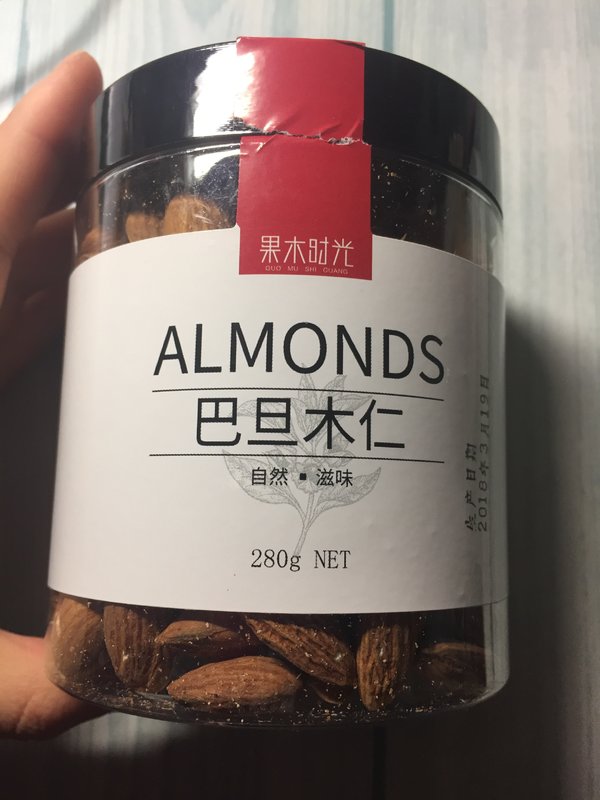 果木时光
GUO MU SHI GUANG
ALMONDS
巴旦木仁
自然 ▪ 滋味
280g NET
生产日期
2018年3月19日